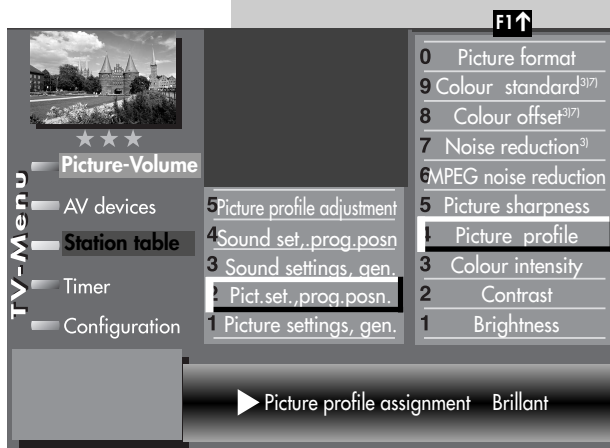 F1↑
TV-Menu
Picture-Volume
AV devices
Station table
Timer
Configuration
5 Picture profile adjustment
4 Sound set,.prog.posn
3 Sound settings, gen.
2 Pict.set.,prog.posn.
1 Picture settings, gen.
0 Picture format
9 Colour standard3)7)
8 Colour offset3)7)
7 Noise reduction3)
6 MPEG noise reduction
5 Picture sharpness
4 Picture profile
3 Colour intensity
2 Contrast
1 Brightness
Picture profile assignment Brillant